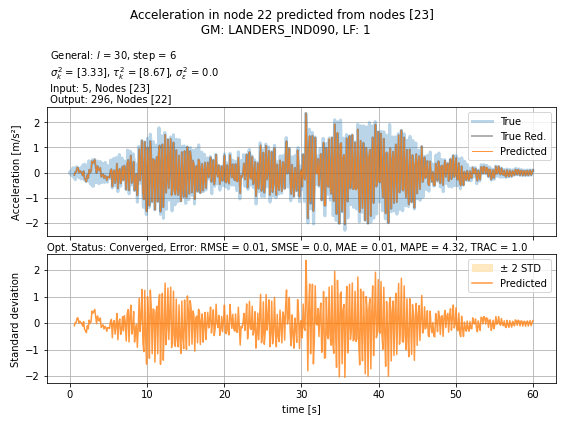 Acceleration in node 22 predicted from nodes [23]
GM: LANDERS_IND090, LF: 1
General: l = 30, step = 6
σ²ₖ = [3.33], τ²ₖ = [8.67], σ²ε = 0.0
Input: 5, Nodes [23]
Output: 296, Nodes [22]
Acceleration [m/s²]
2
1
0
−1
−2
True
True Red.
Predicted
Opt. Status: Converged, Error: RMSE = 0.01, SMSE = 0.0, MAE = 0.01, MAPE = 4.32, TRAC = 1.0
Standard deviation
2
1
0
−1
−2
± 2 STD
Predicted
0 10 20 30 40 50 60
time [s]